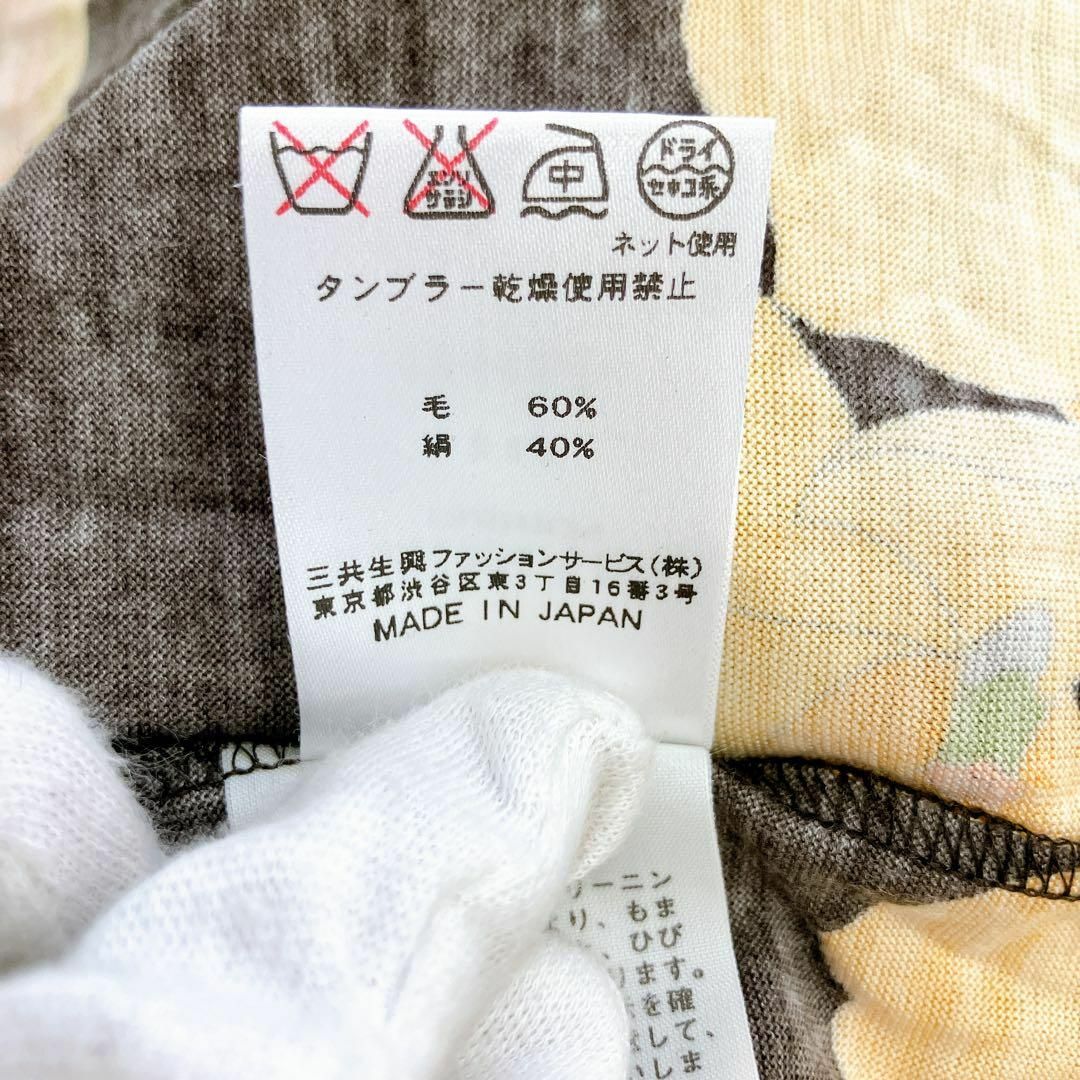 エンソ
サラシ
中
ドライ
セキユ系
ネット使用
タンブラー乾燥使用禁止
毛 60%
絹 40%
三共生興ファッションサービス(株)
東京都渋谷区東3丁目16番3号
MADE IN JAPAN
リーニン
より、もま
ひび
ります。
を確
して、
しま